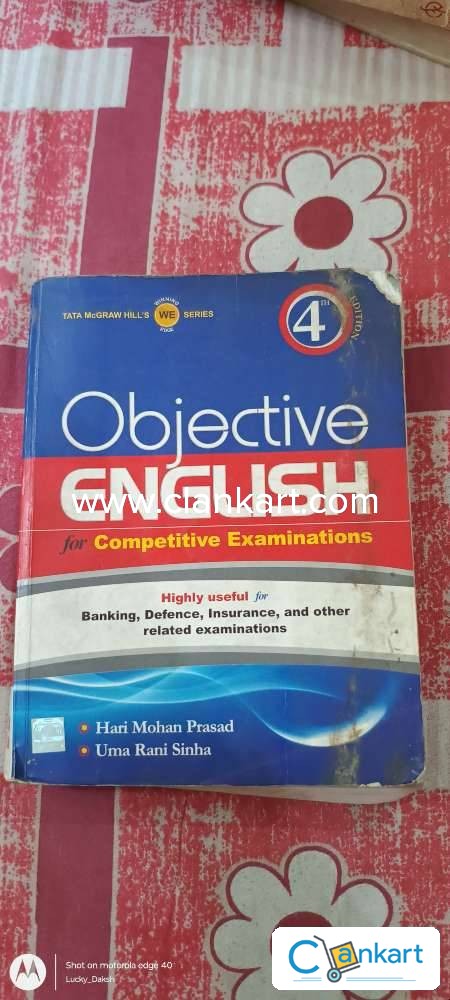 TATA McGRAW HILL'S WINNING WE EDGE SERIES
4TH EDITION
Objective
ENGLISH
www.clankart.com
for Competitive Examinations
Highly useful for
Banking, Defence, Insurance, and other
related examinations
Hari Mohan Prasad
Uma Rani Sinha
Shot on motorola edge 40
Lucky_Daksh
Clankart